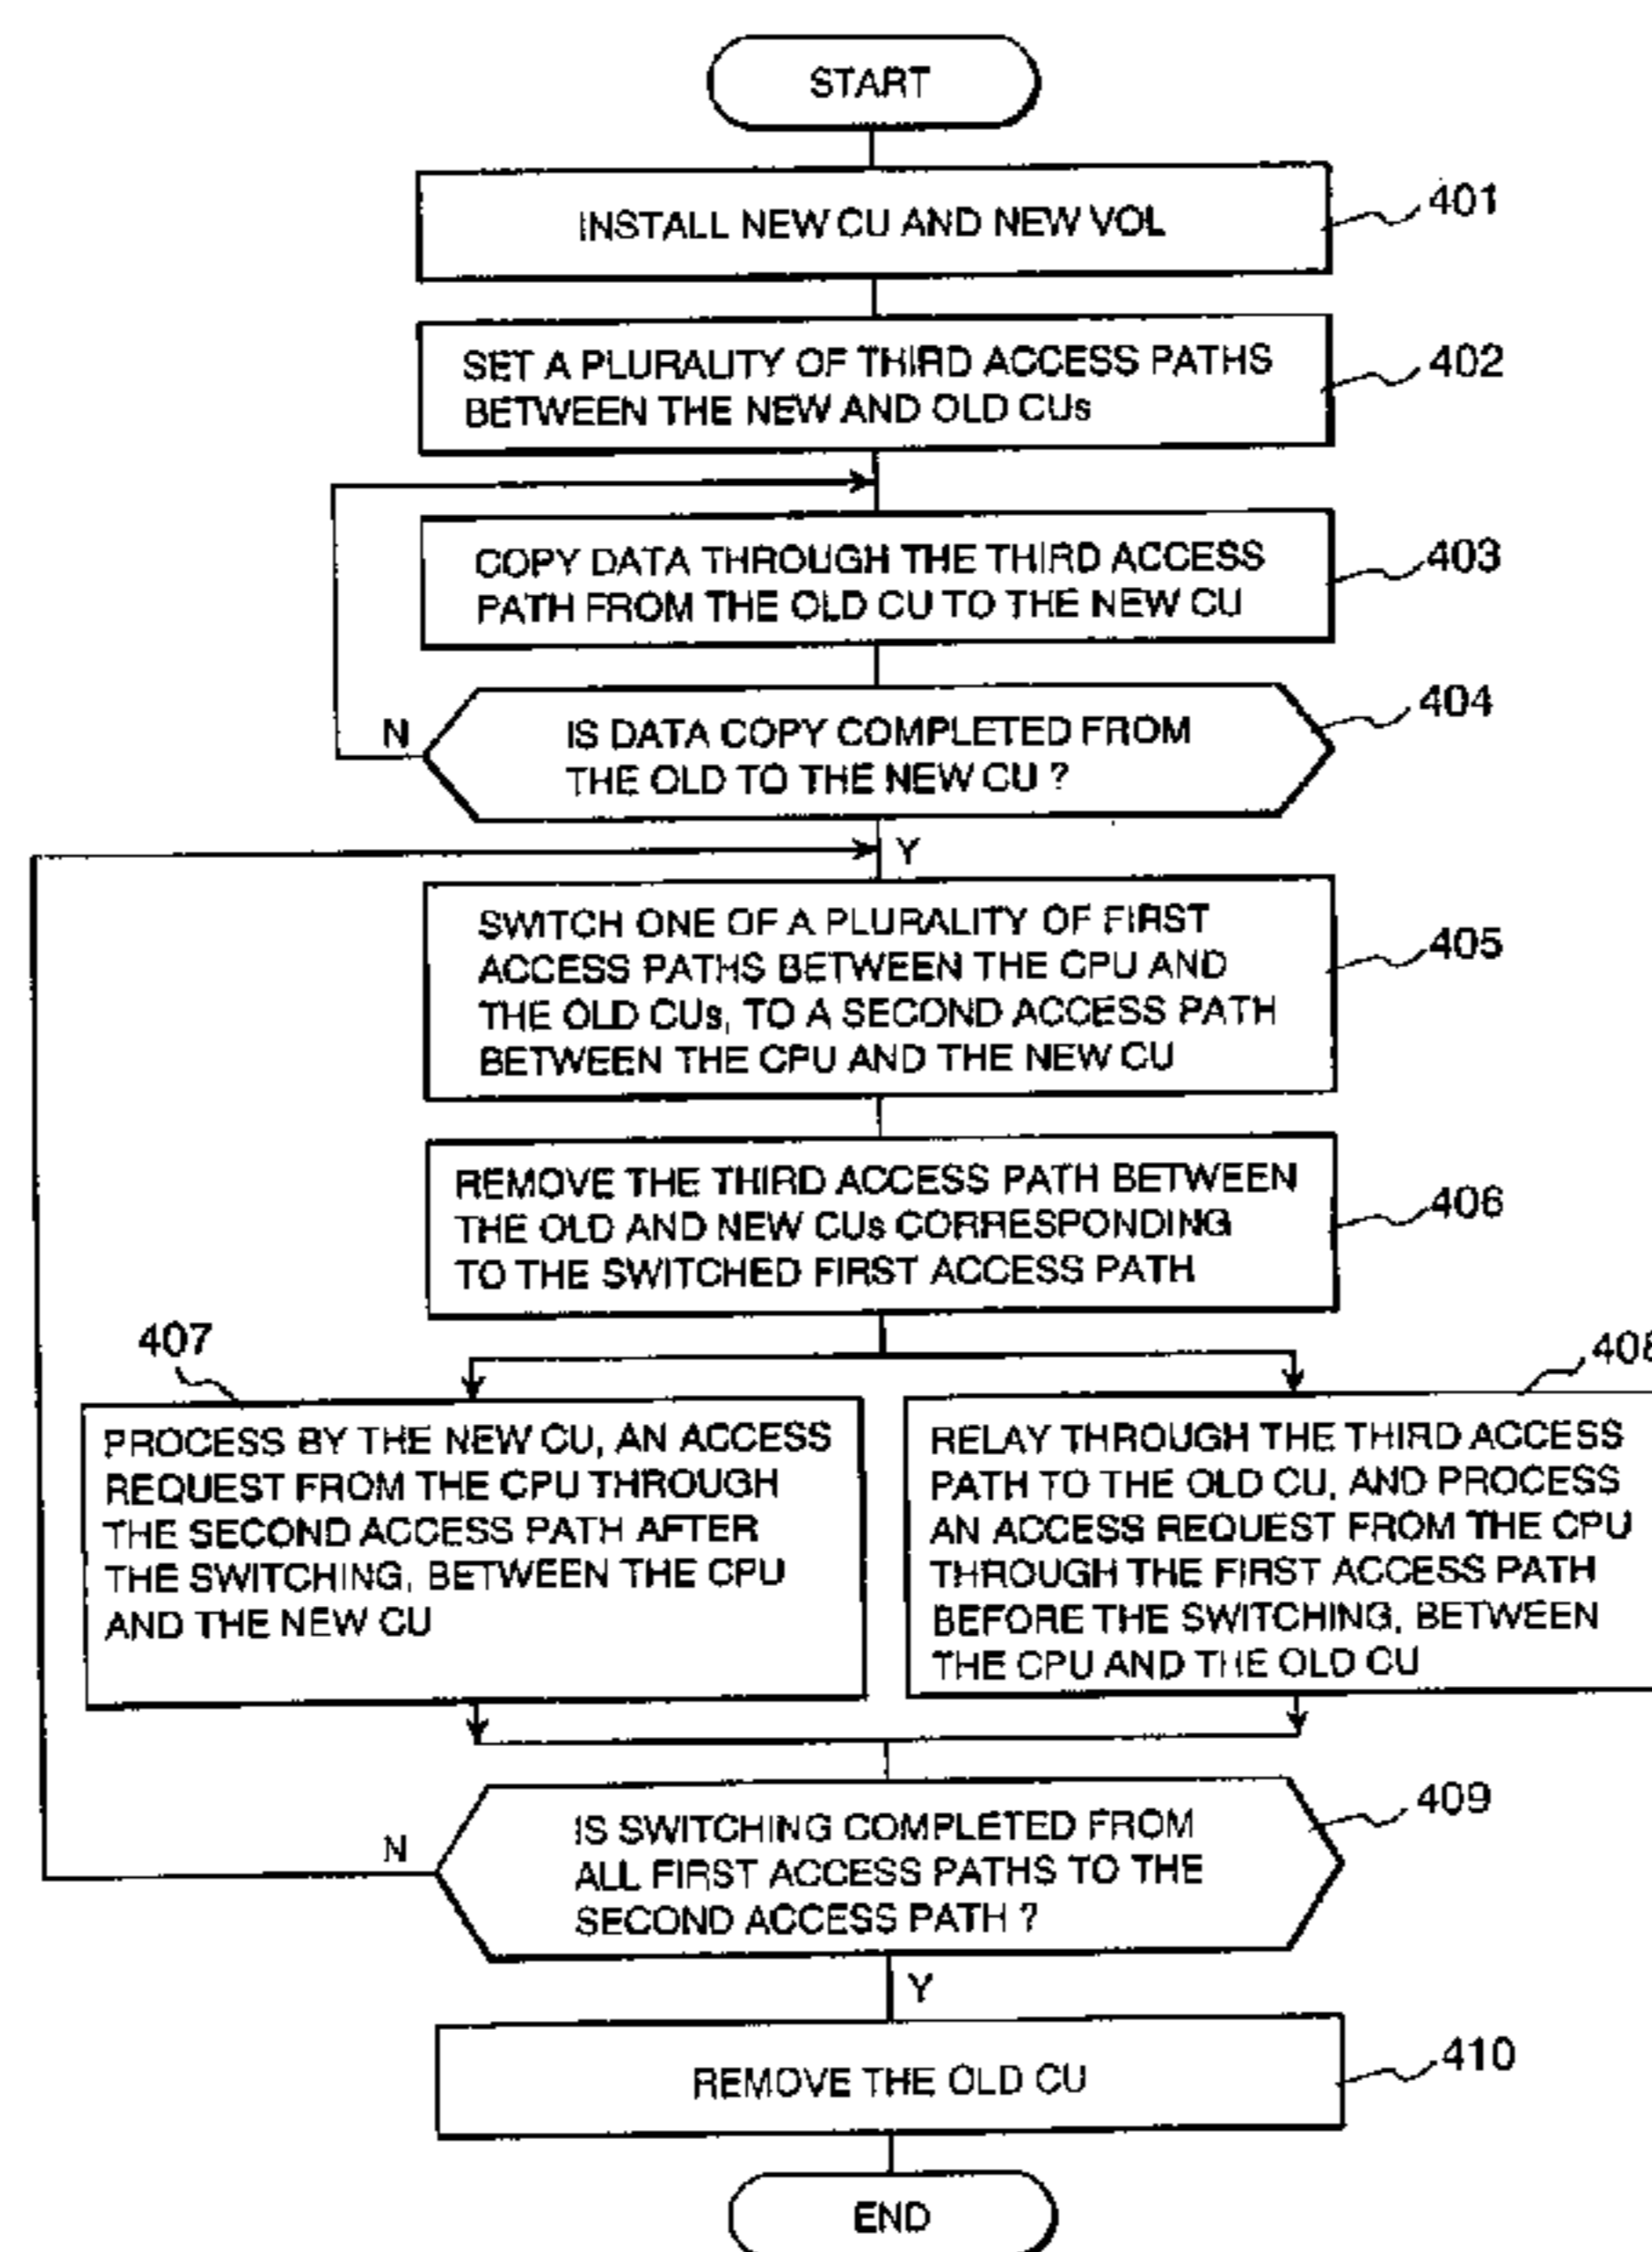 START
INSTALL NEW CU AND NEW VOL
401
SET A PLURALITY OF THIRD ACCESS PATHS
BETWEEN THE NEW AND OLD CUs
402
COPY DATA THROUGH THE THIRD ACCESS
PATH FROM THE OLD CU TO THE NEW CU
403
IS DATA COPY COMPLETED FROM
THE OLD TO THE NEW CU ?
404
N
Y
SWITCH ONE OF A PLURALITY OF FIRST
ACCESS PATHS BETWEEN THE CPU AND
THE OLD CUs, TO A SECOND ACCESS PATH
BETWEEN THE CPU AND THE NEW CU
405
REMOVE THE THIRD ACCESS PATH BETWEEN
THE OLD AND NEW CUs CORRESPONDING
TO THE SWITCHED FIRST ACCESS PATH
406
407
PROCESS BY THE NEW CU, AN ACCESS
REQUEST FROM THE CPU THROUGH
THE SECOND ACCESS PATH AFTER
THE SWITCHING, BETWEEN THE CPU
AND THE NEW CU
408
RELAY THROUGH THE THIRD ACCESS
PATH TO THE OLD CU, AND PROCESS
AN ACCESS REQUEST FROM THE CPU
THROUGH THE FIRST ACCESS PATH
BEFORE THE SWITCHING, BETWEEN
THE CPU AND THE OLD CU
IS SWITCHING COMPLETED FROM
ALL FIRST ACCESS PATHS TO THE
SECOND ACCESS PATH ?
409
N
Y
REMOVE THE OLD CU
410
END